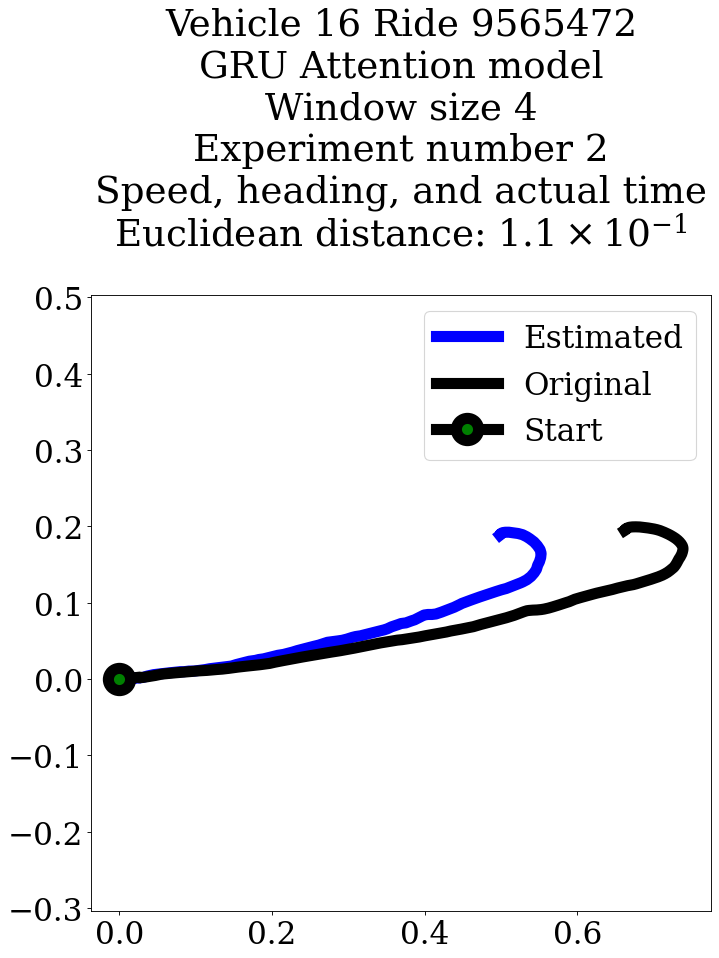 Vehicle 16 Ride 9565472
GRU Attention model
Window size 4
Experiment number 2
Speed, heading, and actual time
Euclidean distance: 1.1 × 10⁻¹
0.5
Estimated
0.4
Original
0.3
Start
0.2
0.1
0.0
−0.1
−0.2
−0.3
0.0 0.2 0.4 0.6